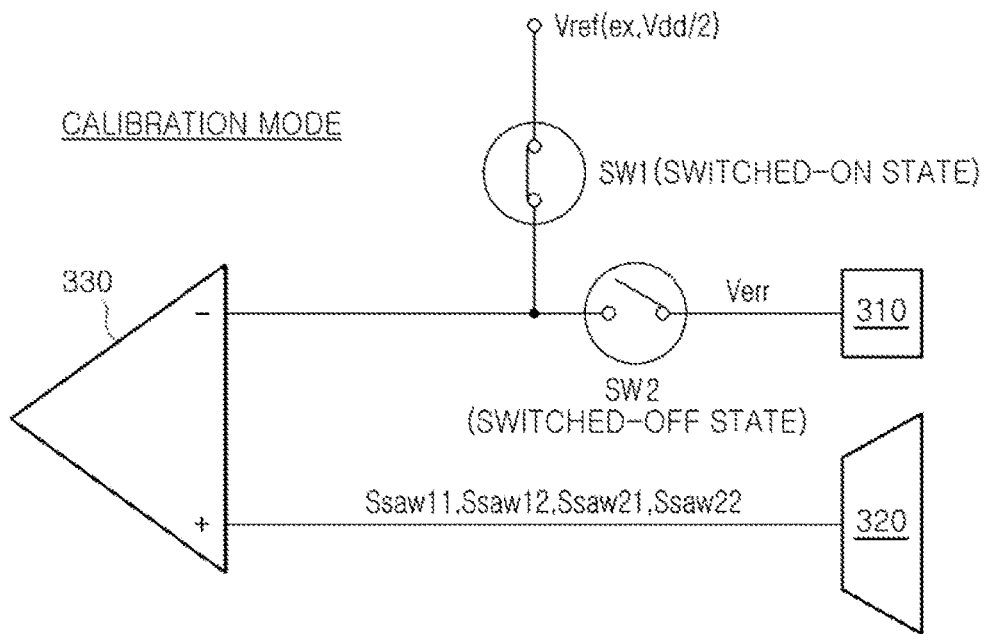 Vref(ex,Vdd/2)
CALIBRATION MODE
SW1(SWITCHED-ON STATE)
330
-
Verr
310
SW2
(SWITCHED-OFF STATE)
+
Ssaw11,Ssaw12,Ssaw21,Ssaw22
320